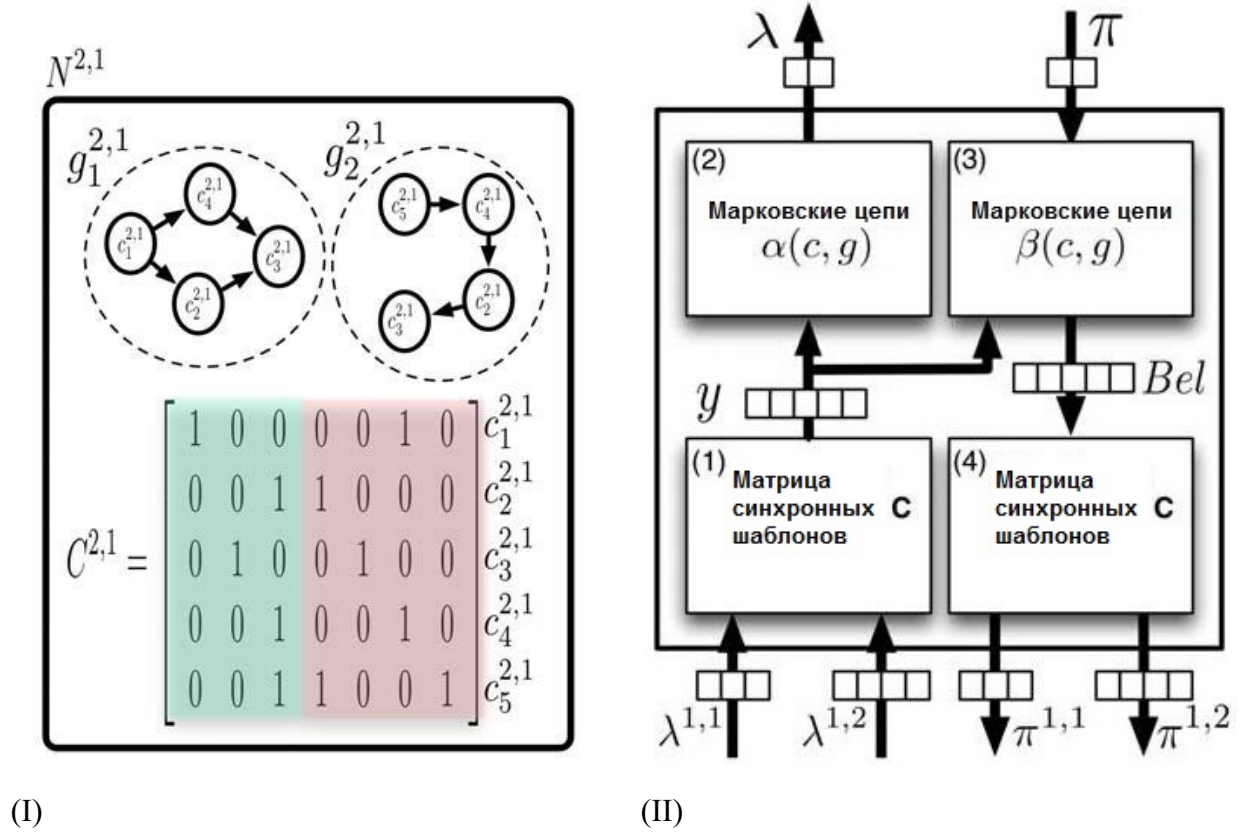 N^{2,1}
g_1^{2,1}
g_2^{2,1}
c_1^{2,1}
c_4^{2,1}
c_2^{2,1}
c_3^{2,1}
c_5^{2,1}
c_4^{2,1}
c_2^{2,1}
c_3^{2,1}
C^{2,1} =
1 0 0 0 0 1 0 c_1^{2,1}
0 0 1 1 0 0 0 c_2^{2,1}
0 1 0 0 1 0 0 c_3^{2,1}
0 0 1 0 0 1 0 c_4^{2,1}
0 0 1 1 0 0 1 c_5^{2,1}
(I)
λ
π
(2)
Марковские цепи
α(c, g)
(3)
Марковские цепи
β(c, g)
y
Bel
(1)
Матрица
синхронных C
шаблонов
(4)
Матрица
синхронных C
шаблонов
λ^{1,1}
λ^{1,2}
π^{1,1}
π^{1,2}
(II)